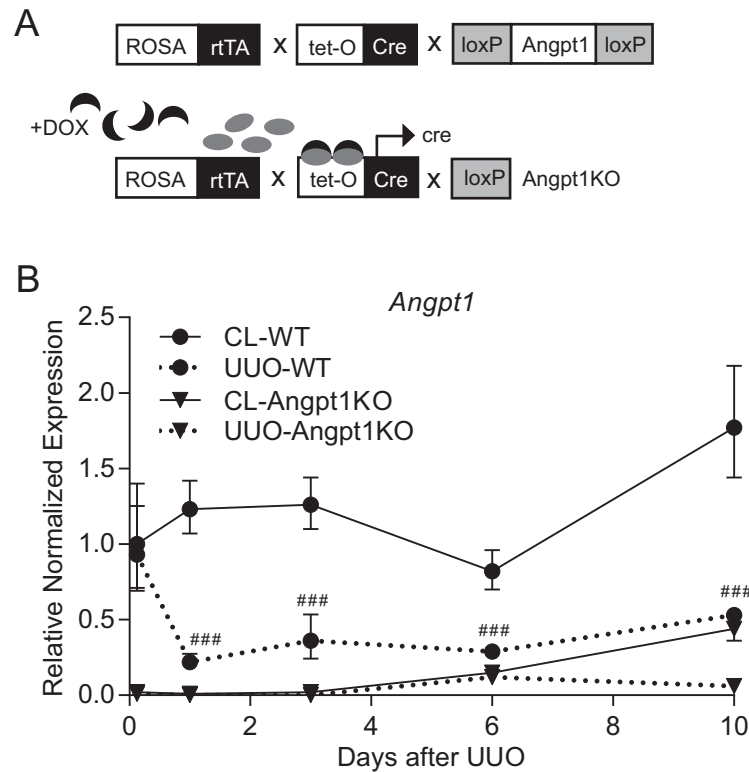 A
ROSA rtTA x tet-O Cre x loxP Angpt1 loxP
+DOX
cre
ROSA rtTA x tet-O Cre x loxP Angpt1KO
B
Angpt1
Relative Normalized Expression
2.5
2.0
1.5
1.0
0.5
0.0
CL-WT
UUO-WT
CL-Angpt1KO
UUO-Angpt1KO
###
###
###
###
0 2 4 6 8 10
Days after UUO